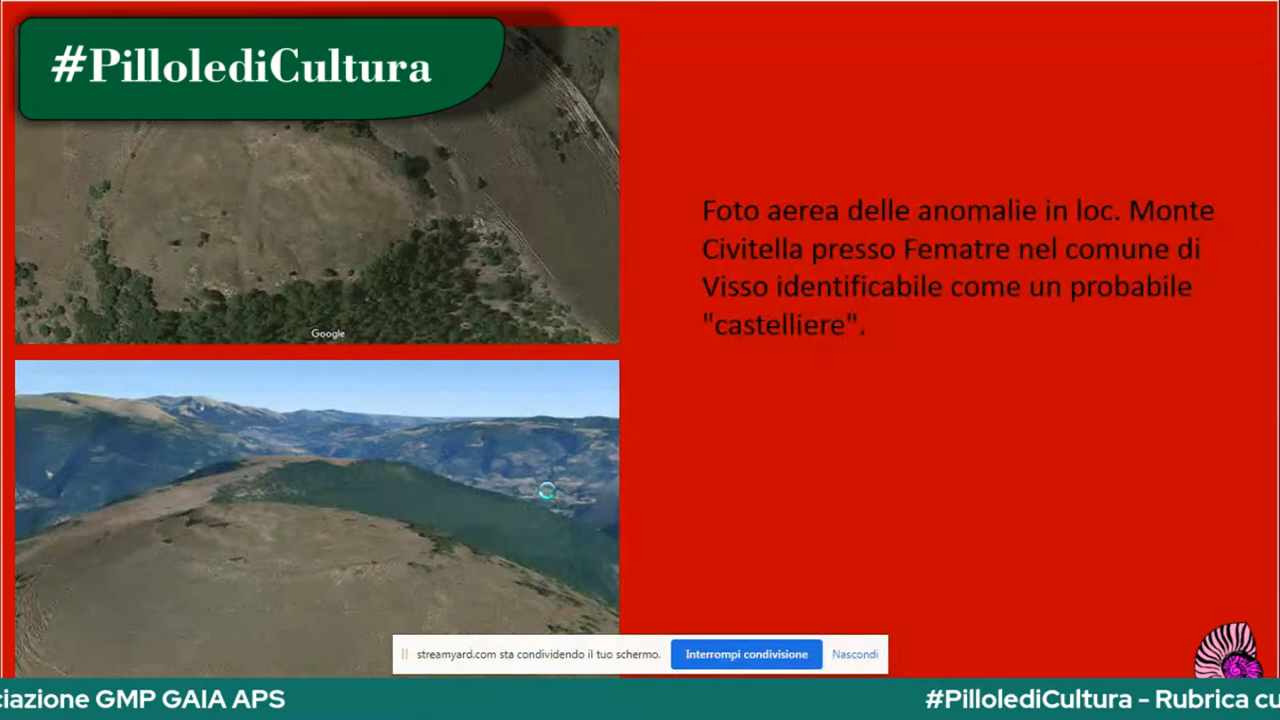 #PillolediCultura
Foto aerea delle anomalie in loc. Monte
Civitella presso Fematre nel comune di
Visso identificabile come un probabile
"castelliere".
Google
streamyard.com sta condividendo il tuo schermo.
Interrompi condivisione
Nascondi
ciazione GMP GAIA APS
#PillolediCultura - Rubrica cu